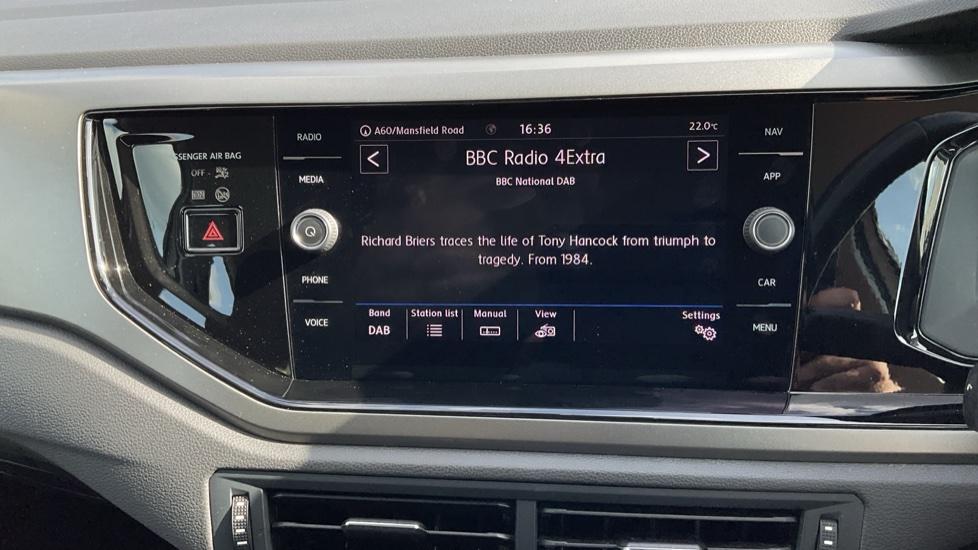 SSENGER AIR BAG
OFF
RADIO
MEDIA
PHONE
VOICE
A60/Mansfield Road
16:36
22.0°C
BBC Radio 4Extra
BBC National DAB
Richard Briers traces the life of Tony Hancock from triumph to
tragedy. From 1984.
Band
DAB
Station list
Manual
View
Settings
NAV
APP
CAR
MENU